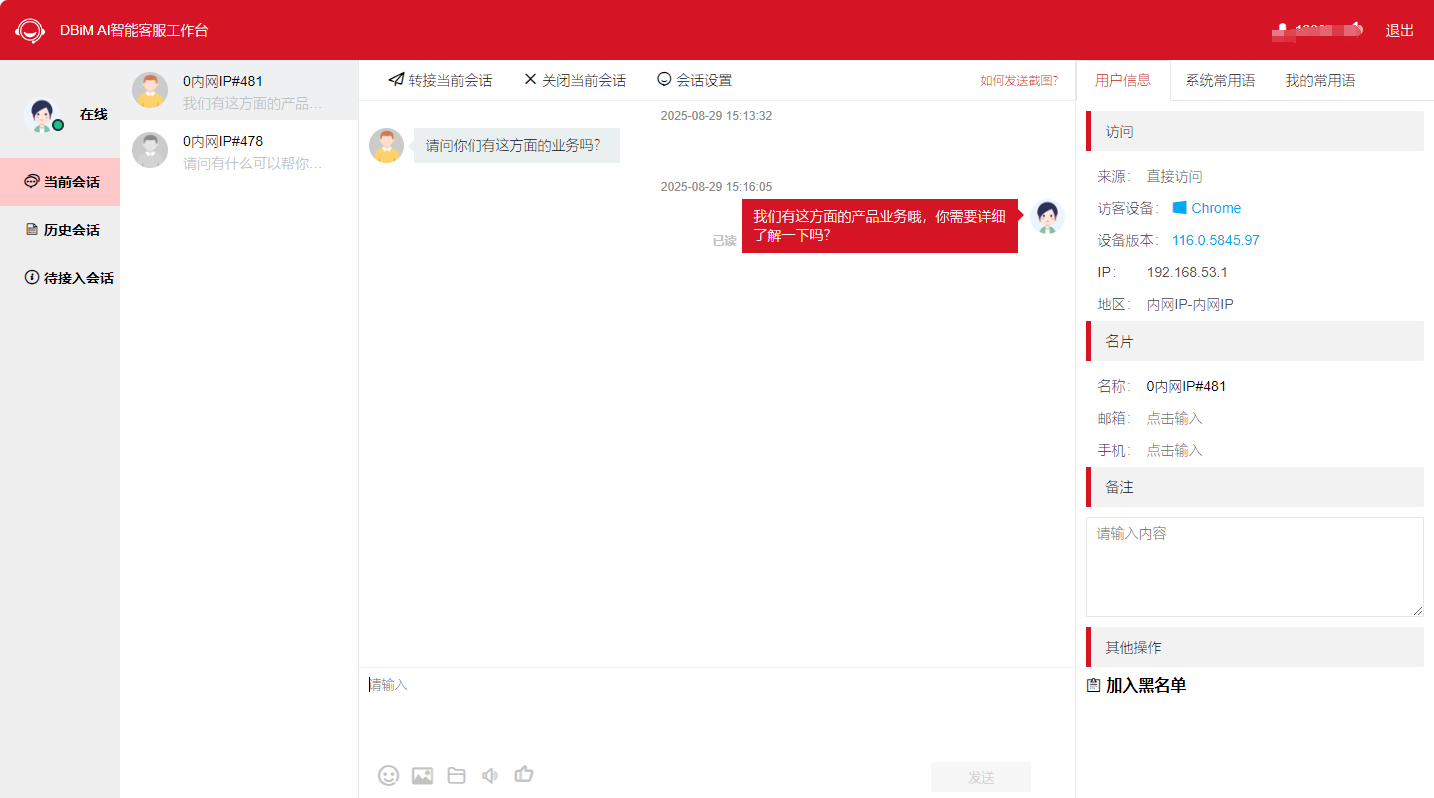 DBiM AI智能客服工作台
退出
在线
当前会话
历史会话
待接入会话
0内网IP#481
我们有这方面的产品...
0内网IP#478
请问有什么可以帮你...
转接当前会话
关闭当前会话
会话设置
如何发送截图?
2025-08-29 15:13:32
请问你们有这方面的业务吗?
2025-08-29 15:16:05
我们有这方面的产品业务哦，你需要详细
了解一下吗?
已读
请输入
发送
用户信息
系统常用语
我的常用语
访问
来源： 直接访问
访客设备： Chrome
设备版本： 116.0.5845.97
IP： 192.168.53.1
地区： 内网IP-内网IP
名片
名称： 0内网IP#481
邮箱： 点击输入
手机： 点击输入
备注
请输入内容
其他操作
加入黑名单